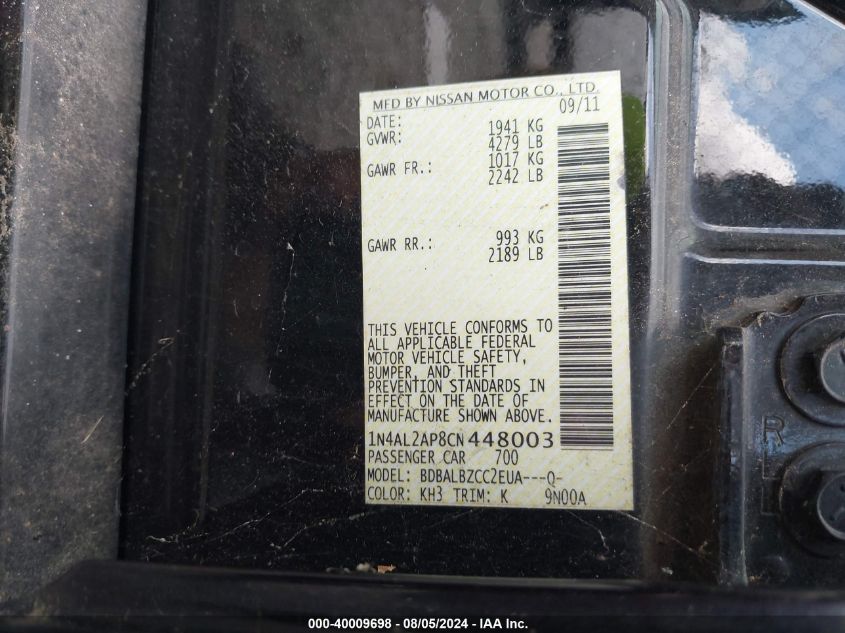 MFD BY NISSAN MOTOR CO., LTD.
DATE: 09/11
GVWR: 1941 KG
4279 LB
GAWR FR.: 1017 KG
2242 LB
GAWR RR.: 993 KG
2189 LB
THIS VEHICLE CONFORMS TO
ALL APPLICABLE FEDERAL
MOTOR VEHICLE SAFETY,
BUMPER, AND THEFT
PREVENTION STANDARDS IN
EFFECT ON THE DATE OF
MANUFACTURE SHOWN ABOVE.
1N4AL2AP8CN448003
PASSENGER CAR 700
MODEL: BDBALBZCC2EUA---Q-
COLOR: KH3 TRIM: K 9N00A
R
L
000-40009698 - 08/05/2024 - IAA Inc.